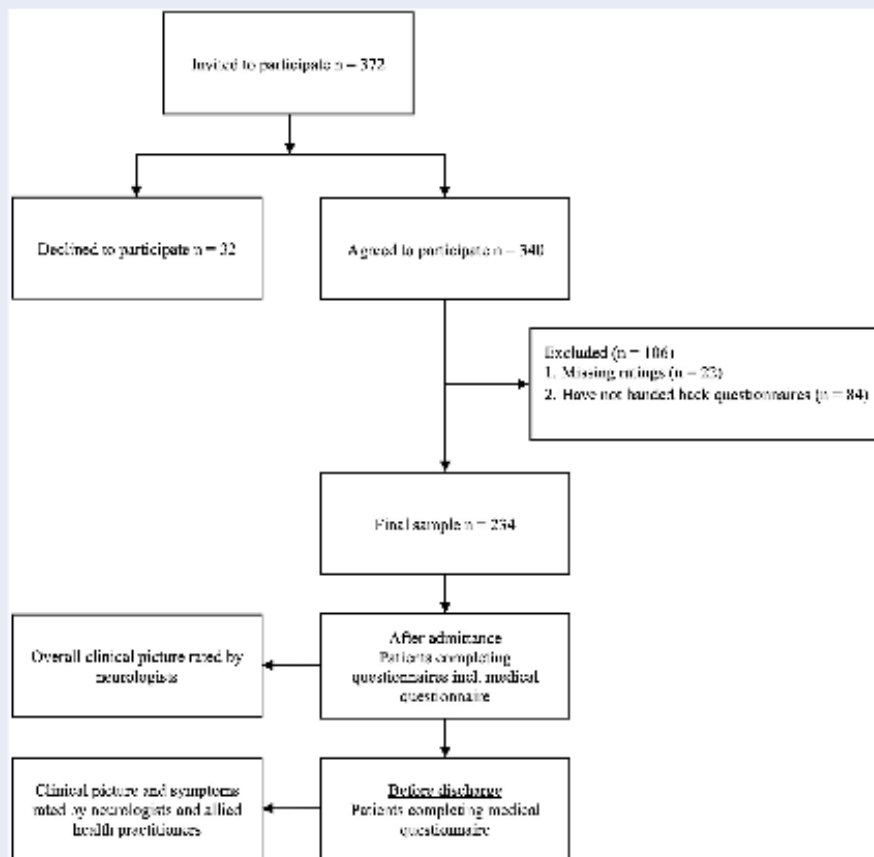 Invited to participate n = 372
Declined to participate n = 32
Agreed to participate n = 340
Excluded (n = 106)
1. Missing ratings (n = 22)
2. Have not handed back questionnaires (n = 84)
Final sample n = 234
Overall clinical picture rated by
neurologists
After admittance
Patients completing
questionnaires incl. medical
questionnaire
Clinical picture and symptoms
rated by neurologists and allied
health practitioners
Before discharge
Patients completing medical
questionnaire